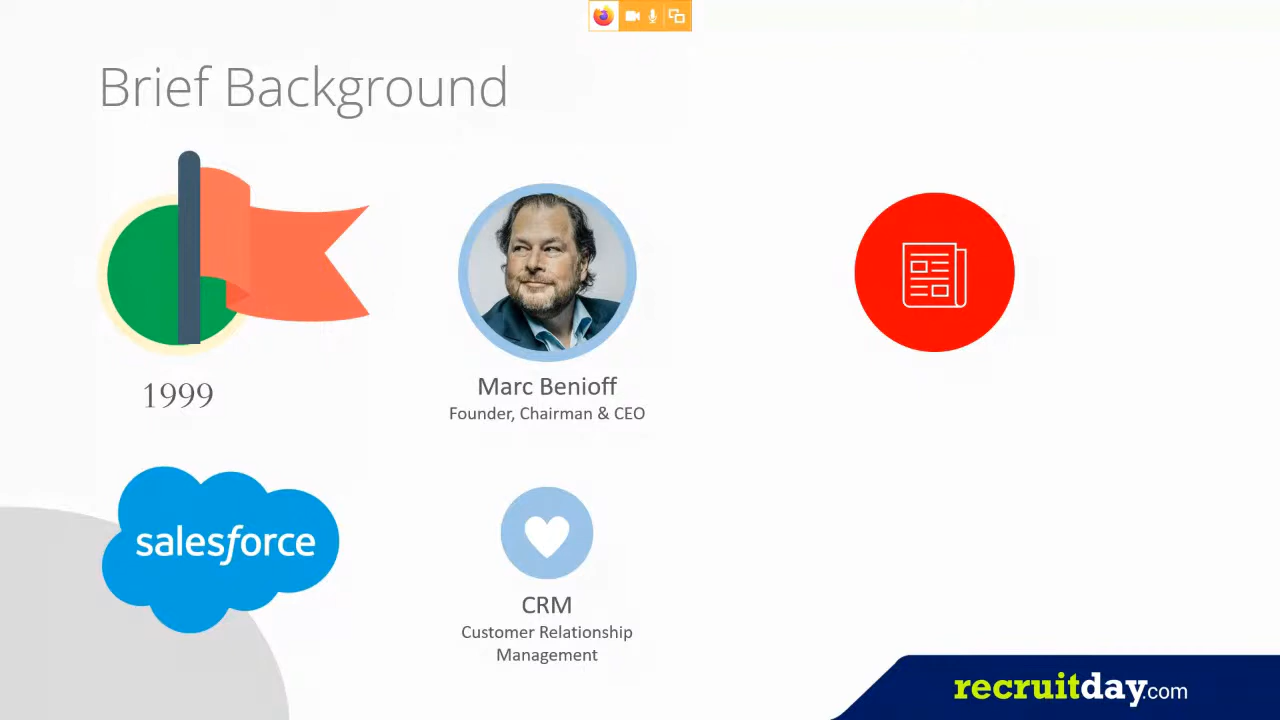 Brief Background
1999
Marc Benioff
Founder, Chairman & CEO
salesforce
CRM
Customer Relationship
Management
recruitday.com